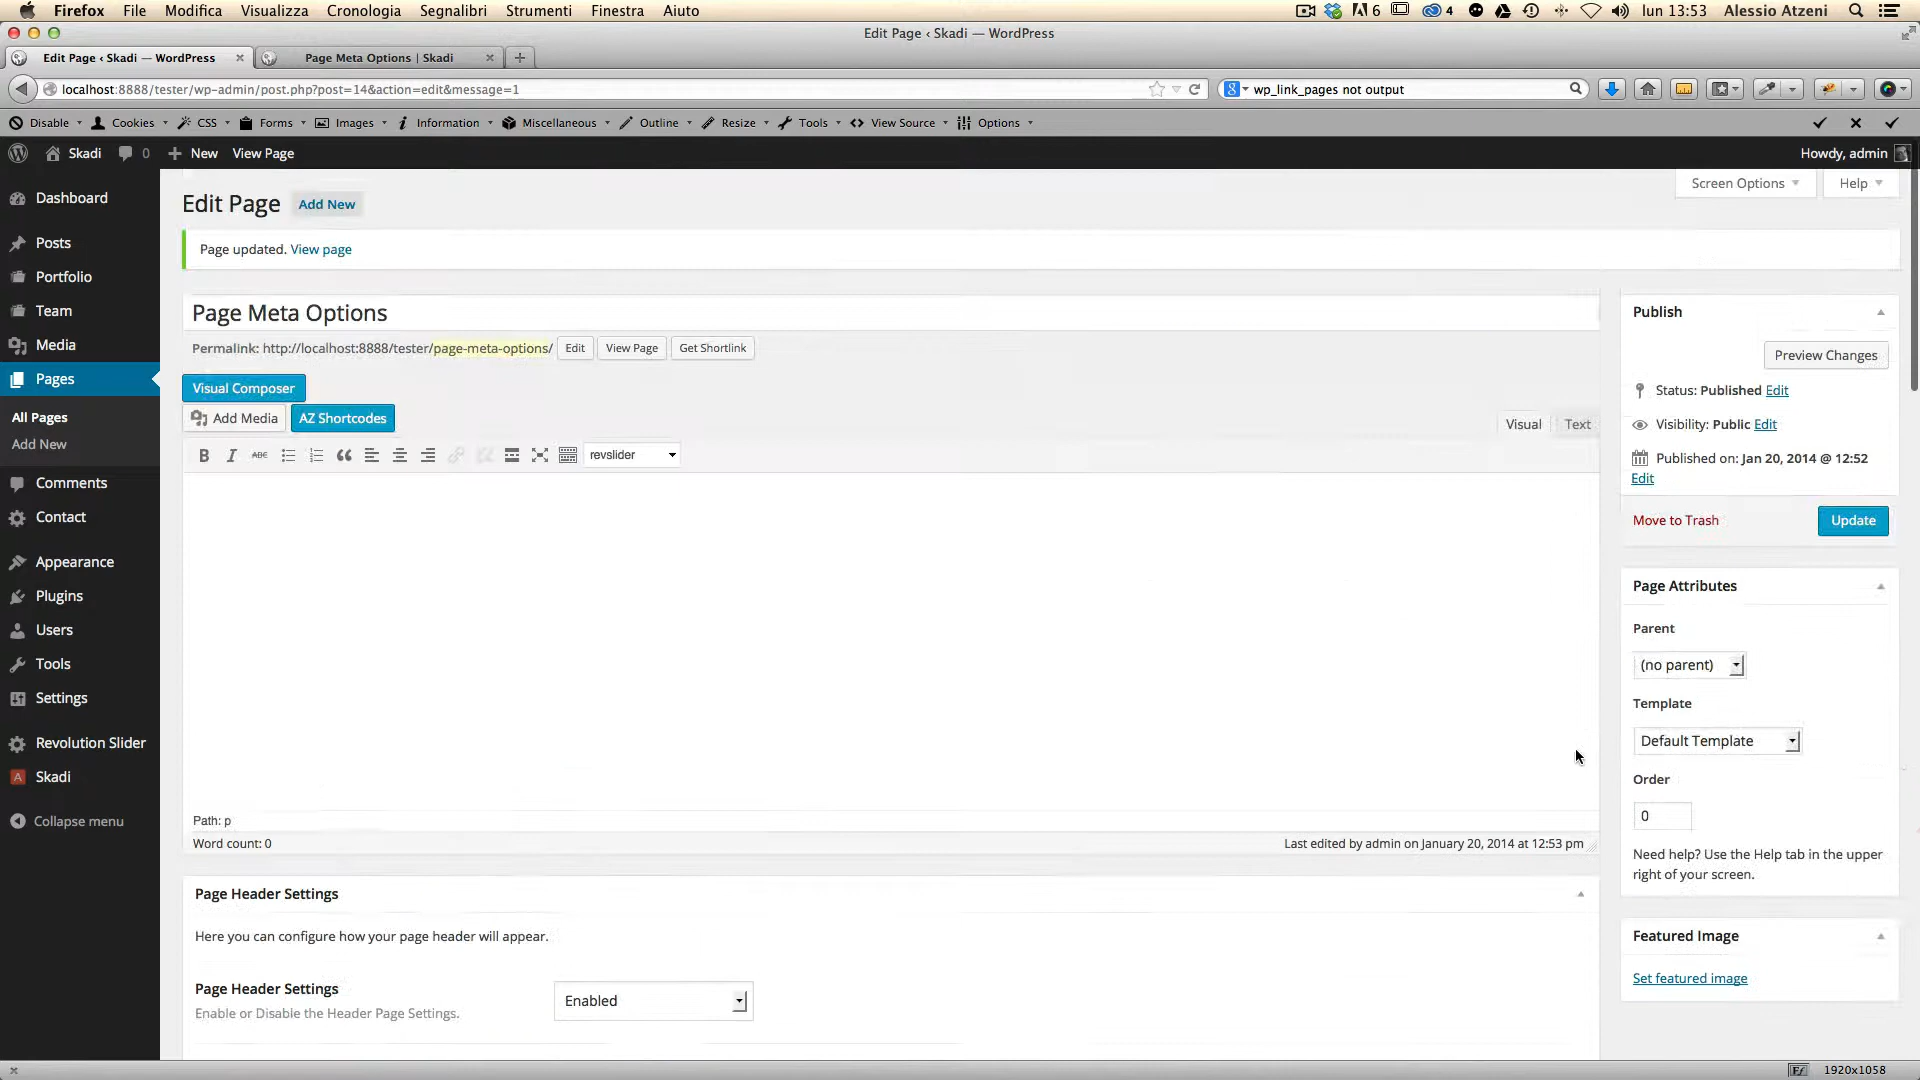 Firefox File Modifica Visualizza Cronologia Segnalibri Strumenti Finestra Aiuto 6 4 lun 13:53 Alessio Atzeni
Edit Page ‹ Skadi — WordPress
Edit Page ‹ Skadi — WordPress Page Meta Options | Skadi
localhost:8888/tester/wp-admin/post.php?post=14&action=edit&message=1 wp_link_pages not output
Disable Cookies CSS Forms Images Information Miscellaneous Outline Resize Tools View Source Options
Skadi 0 New View Page Howdy, admin
Screen Options Help
Dashboard
Posts
Portfolio
Team
Media
Pages
All Pages
Add New
Comments
Contact
Appearance
Plugins
Users
Tools
Settings
Revolution Slider
Skadi
Collapse menu
Edit Page Add New
Page updated. View page
Page Meta Options
Permalink: http://localhost:8888/tester/page-meta-options/ Edit View Page Get Shortlink
Visual Composer
Add Media AZ Shortcodes
Visual Text
B I ABC revslider
Path: p
Word count: 0 Last edited by admin on January 20, 2014 at 12:53 pm
Page Header Settings
Here you can configure how your page header will appear.
Page Header Settings
Enable or Disable the Header Page Settings.
Enabled
Publish
Preview Changes
Status: Published Edit
Visibility: Public Edit
Published on: Jan 20, 2014 @ 12:52
Edit
Move to Trash Update
Page Attributes
Parent
(no parent)
Template
Default Template
Order
0
Need help? Use the Help tab in the upper
right of your screen.
Featured Image
Set featured image
1920x1058